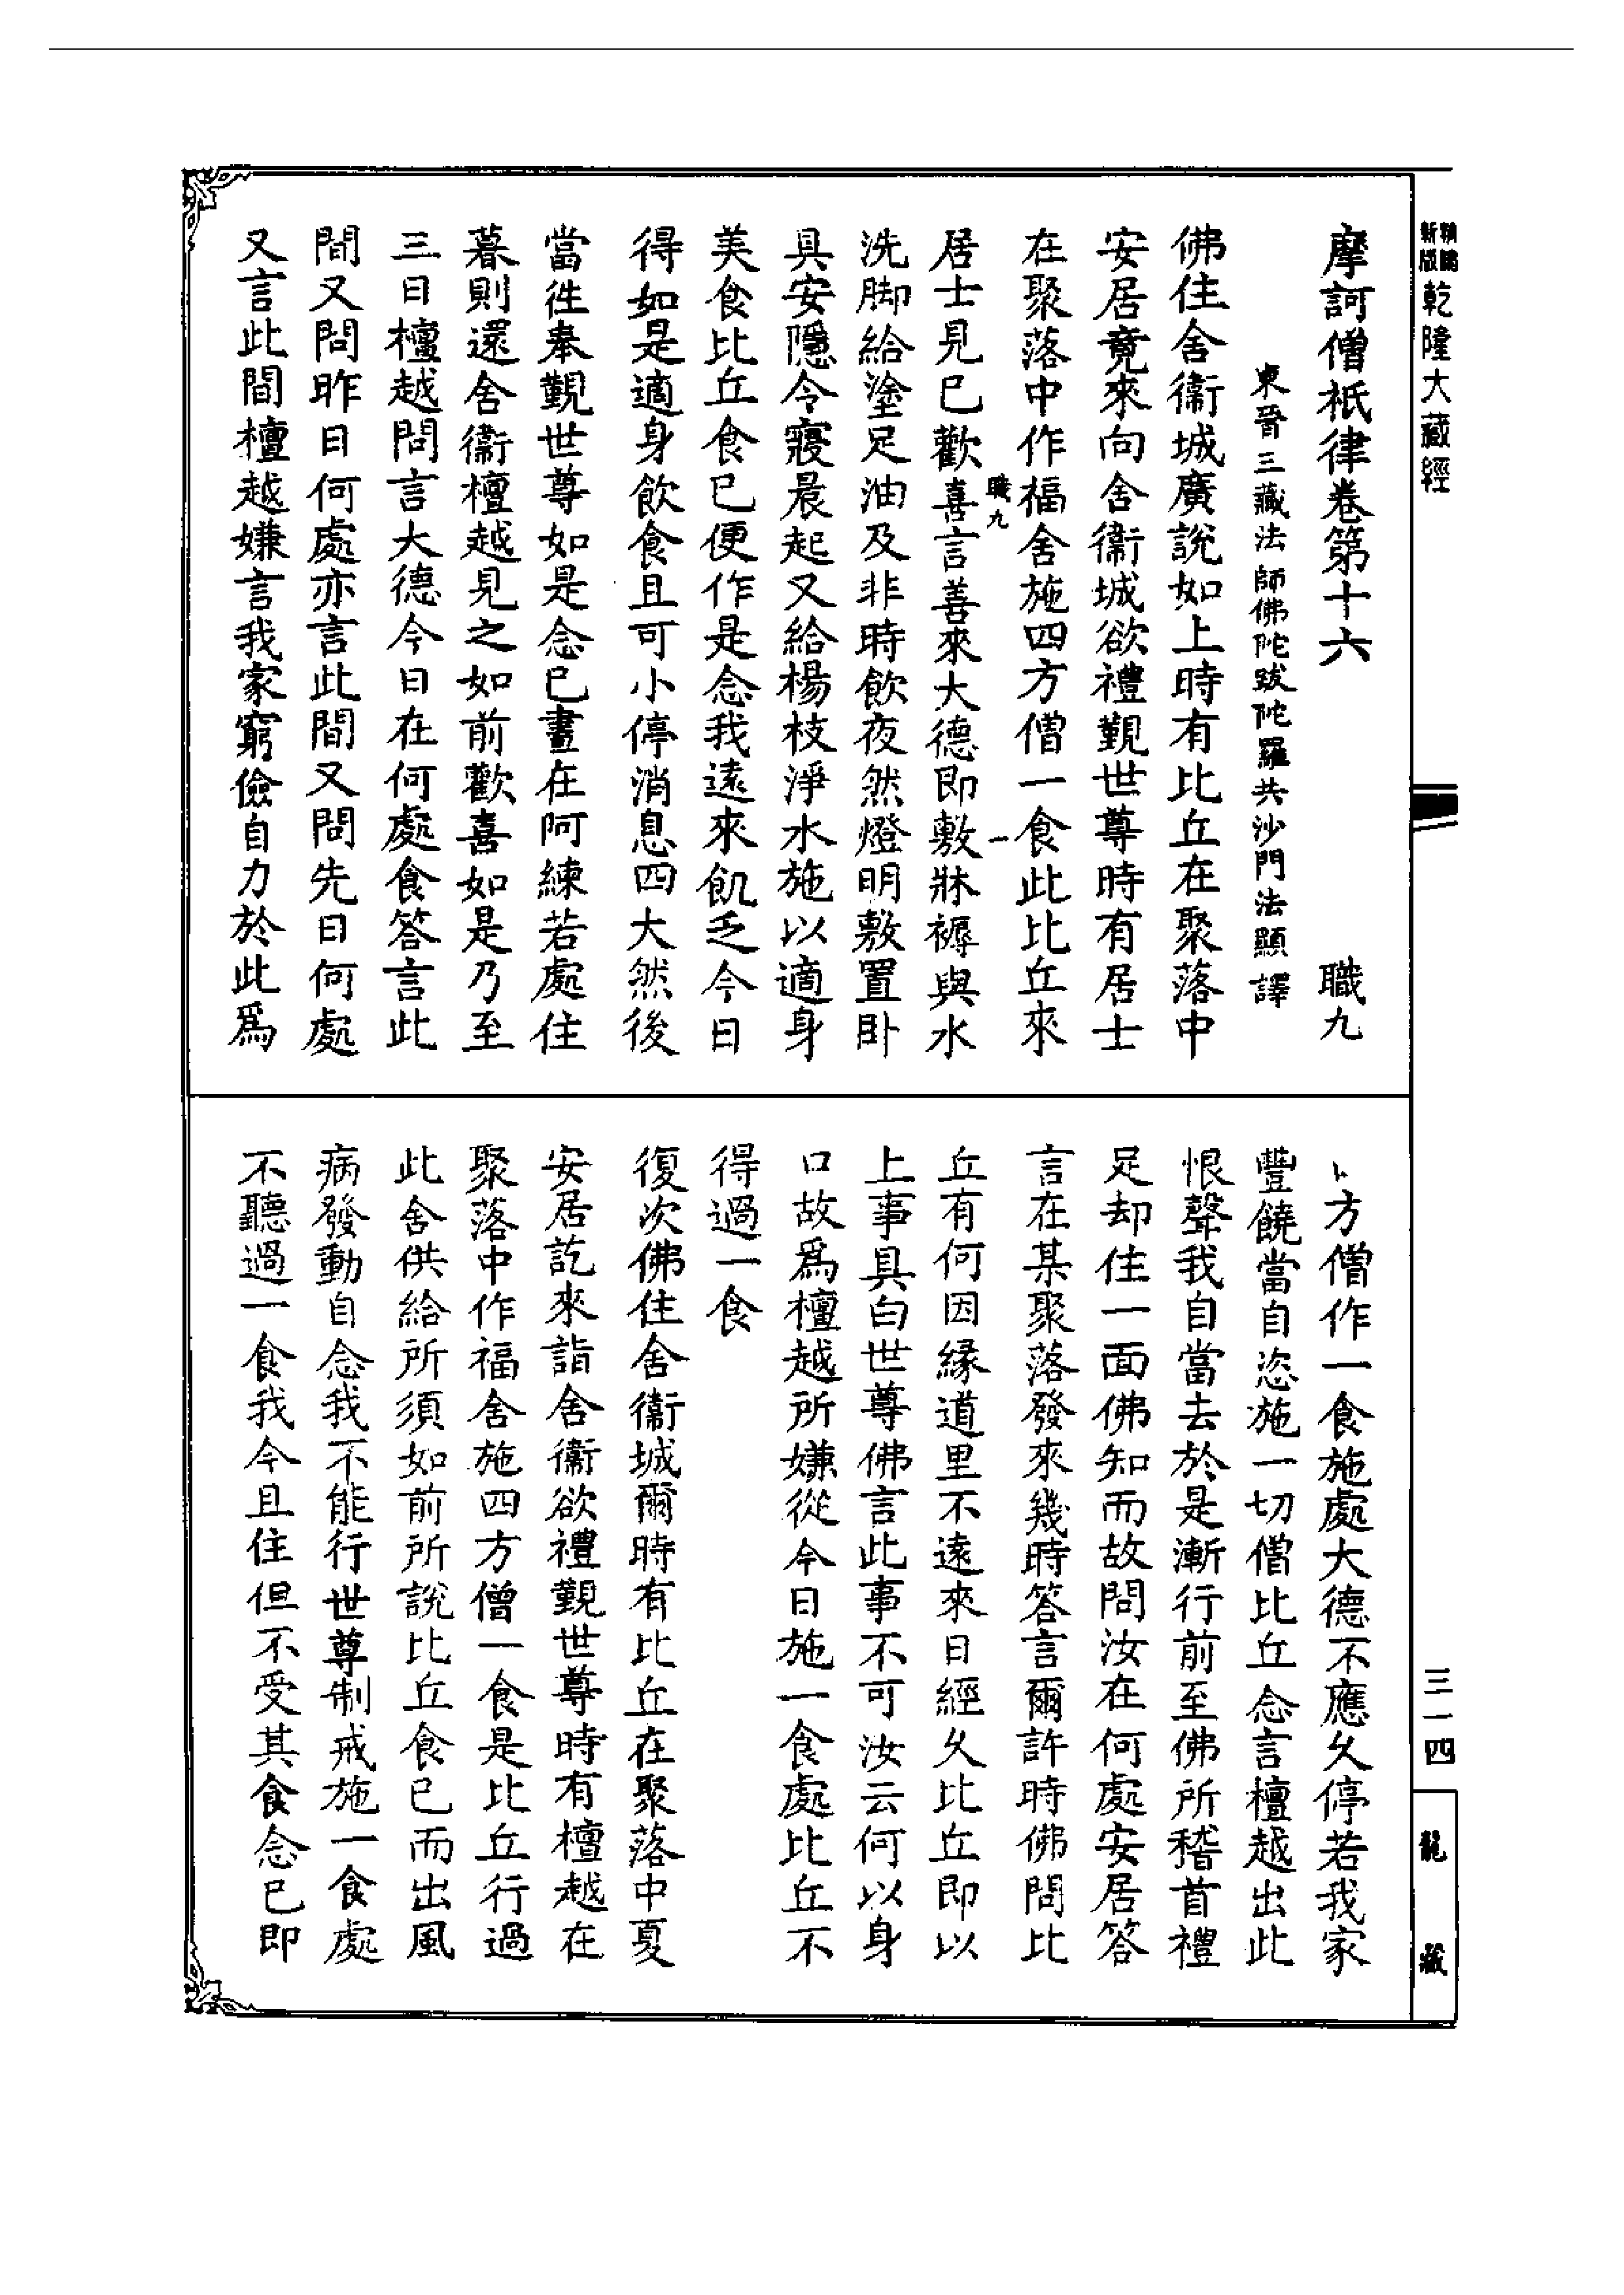 新版乾隆大藏經
摩訶僧祇律卷第十六 職九
東晉三藏法師佛陀跋陀羅共沙門法顯譯
佛住舍衞城廣說如上時有比丘在聚落中
安居竟來向舍衞城欲禮覲世尊時有居士
在聚落中作福舍施四方僧一食此比丘來
職九 一
居士見已歡喜言善來大德即敷牀褥與水
洗脚給塗足油及非時飲夜然燈明敷置卧
具安隱令寢晨起又給楊枝淨水施以適身
美食比丘食已便作是念我遠來飢乏今日
得如是適身飲食且可小停消息四大然後
當徃奉覲世尊如是念已晝在阿練若處住
暮則還舍衞檀越見之如前歡喜如是乃至
三日檀越問言大德今日在何處食答言此
間又問昨日何處亦言此間又問先日何處
又言此間檀越嫌言我家窮儉自力於此爲
方僧作一食施處大德不應久停若我家
豐饒當自恣施一切僧比丘念言檀越出此
恨聲我自當去於是漸行前至佛所稽首禮
足却住一面佛知而故問汝在何處安居答
言在某聚落發來幾時答言爾許時佛問比
丘有何因緣道里不遠來日經久比丘即以
上事具白世尊佛言此事不可汝云何以身
口故爲檀越所嫌從今日施一食處比丘不
得過一食
復次佛住舍衞城爾時有比丘在聚落中夏
安居訖來詣舍衞欲禮覲世尊時有檀越在
聚落中作福舍施四方僧一食是比丘行過
此舍供給所須如前所說比丘食已而出風
病發動自念我不能行世尊制戒施一食處
不聽過一食我今且住但不受其食念已即
三一四
龍藏